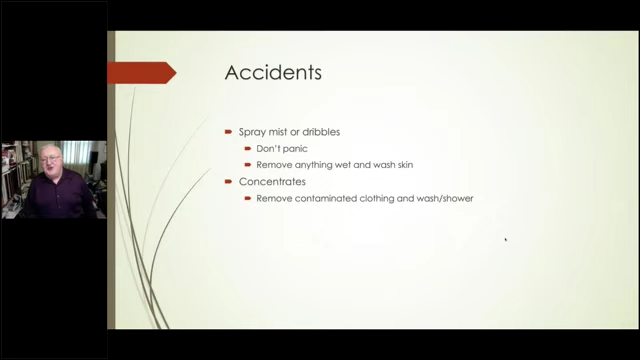 Accidents
Spray mist or dribbles
Don't panic
Remove anything wet and wash skin
Concentrates
Remove contaminated clothing and wash/shower